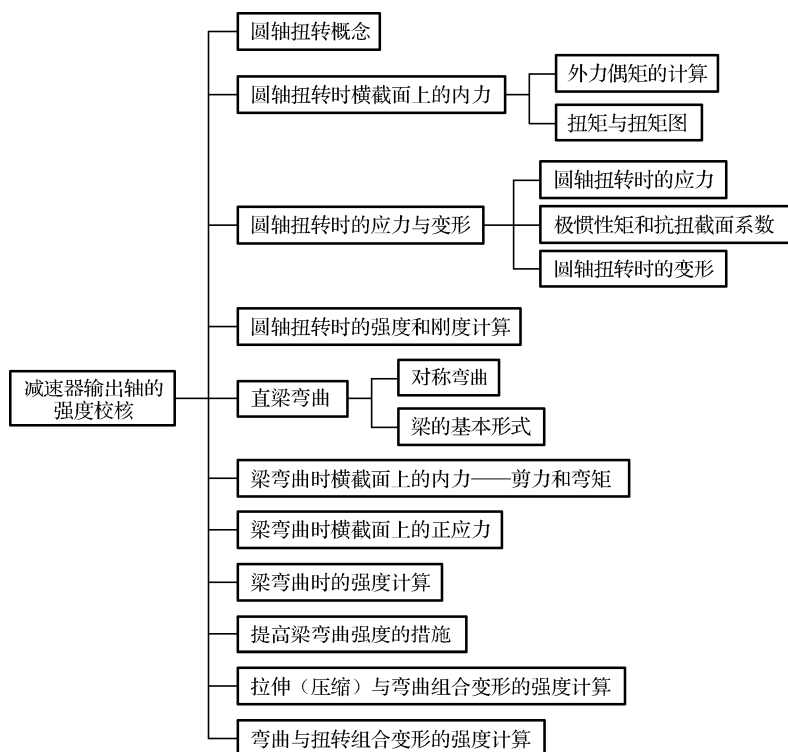 圆轴扭转概念
圆轴扭转时横截面上的内力
外力偶矩的计算
扭矩与扭矩图
圆轴扭转时的应力与变形
圆轴扭转时的应力
极惯性矩和抗扭截面系数
圆轴扭转时的变形
圆轴扭转时的强度和刚度计算
减速器输出轴的
强度校核
直梁弯曲
对称弯曲
梁的基本形式
梁弯曲时横截面上的内力——剪力和弯矩
梁弯曲时横截面上的正应力
梁弯曲时的强度计算
提高梁弯曲强度的措施
拉伸（压缩）与弯曲组合变形的强度计算
弯曲与扭转组合变形的强度计算